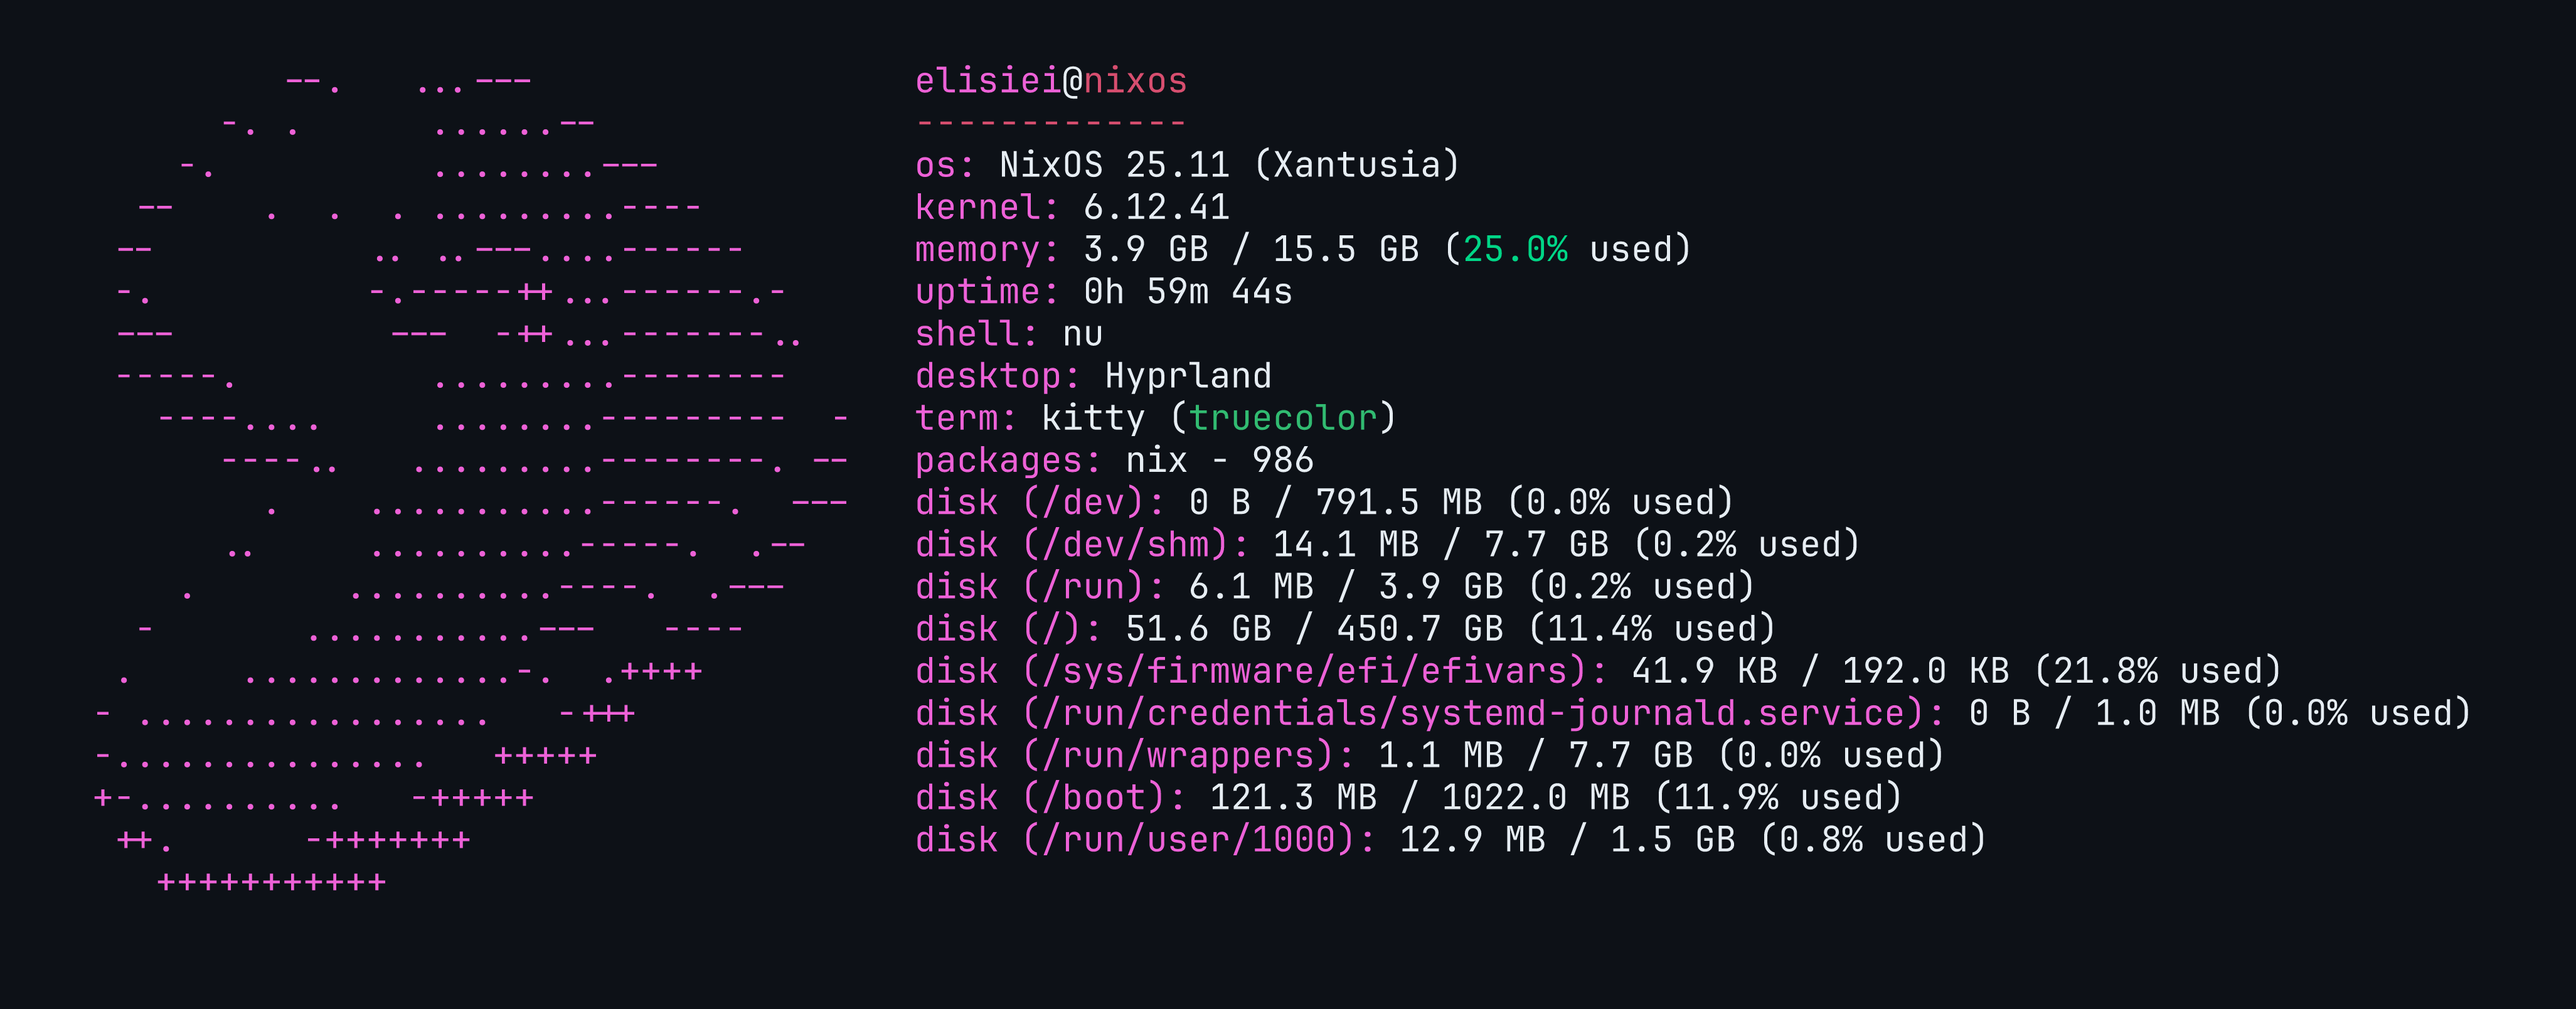 elisiei@nixos
-------------
os: NixOS 25.11 (Xantusia)
kernel: 6.12.41
memory: 3.9 GB / 15.5 GB (25.0% used)
uptime: 0h 59m 44s
shell: nu
desktop: Hyprland
term: kitty (truecolor)
packages: nix - 986
disk (/dev): 0 B / 791.5 MB (0.0% used)
disk (/dev/shm): 14.1 MB / 7.7 GB (0.2% used)
disk (/run): 6.1 MB / 3.9 GB (0.2% used)
disk (/): 51.6 GB / 450.7 GB (11.4% used)
disk (/sys/firmware/efi/efivars): 41.9 KB / 192.0 KB (21.8% used)
disk (/run/credentials/systemd-journald.service): 0 B / 1.0 MB (0.0% used)
disk (/run/wrappers): 1.1 MB / 7.7 GB (0.0% used)
disk (/boot): 121.3 MB / 1022.0 MB (11.9% used)
disk (/run/user/1000): 12.9 MB / 1.5 GB (0.8% used)